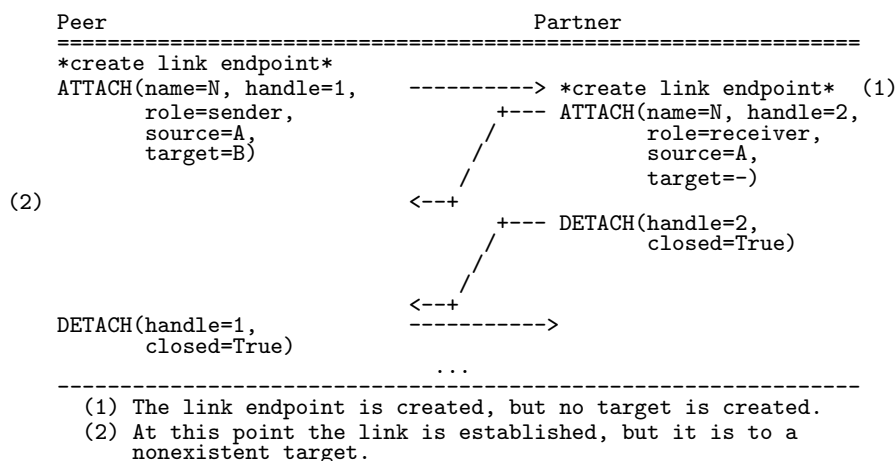 Peer                                  Partner
================================================================
*create link endpoint*
ATTACH(name=N, handle=1,    -----------> *create link endpoint*  (1)
       role=sender,                +--- ATTACH(name=N, handle=2,
       source=A,                  /            role=receiver,
       target=B)                 /             source=A,
                                /              target=-)
(2)                         <--+
                                   +--- DETACH(handle=2,
                                  /            closed=True)
                                 /
                                /
                            <--+
DETACH(handle=1,            ----------->
       closed=True)
                              ...
----------------------------------------------------------------
(1) The link endpoint is created, but no target is created.
(2) At this point the link is established, but it is to a
nonexistent target.